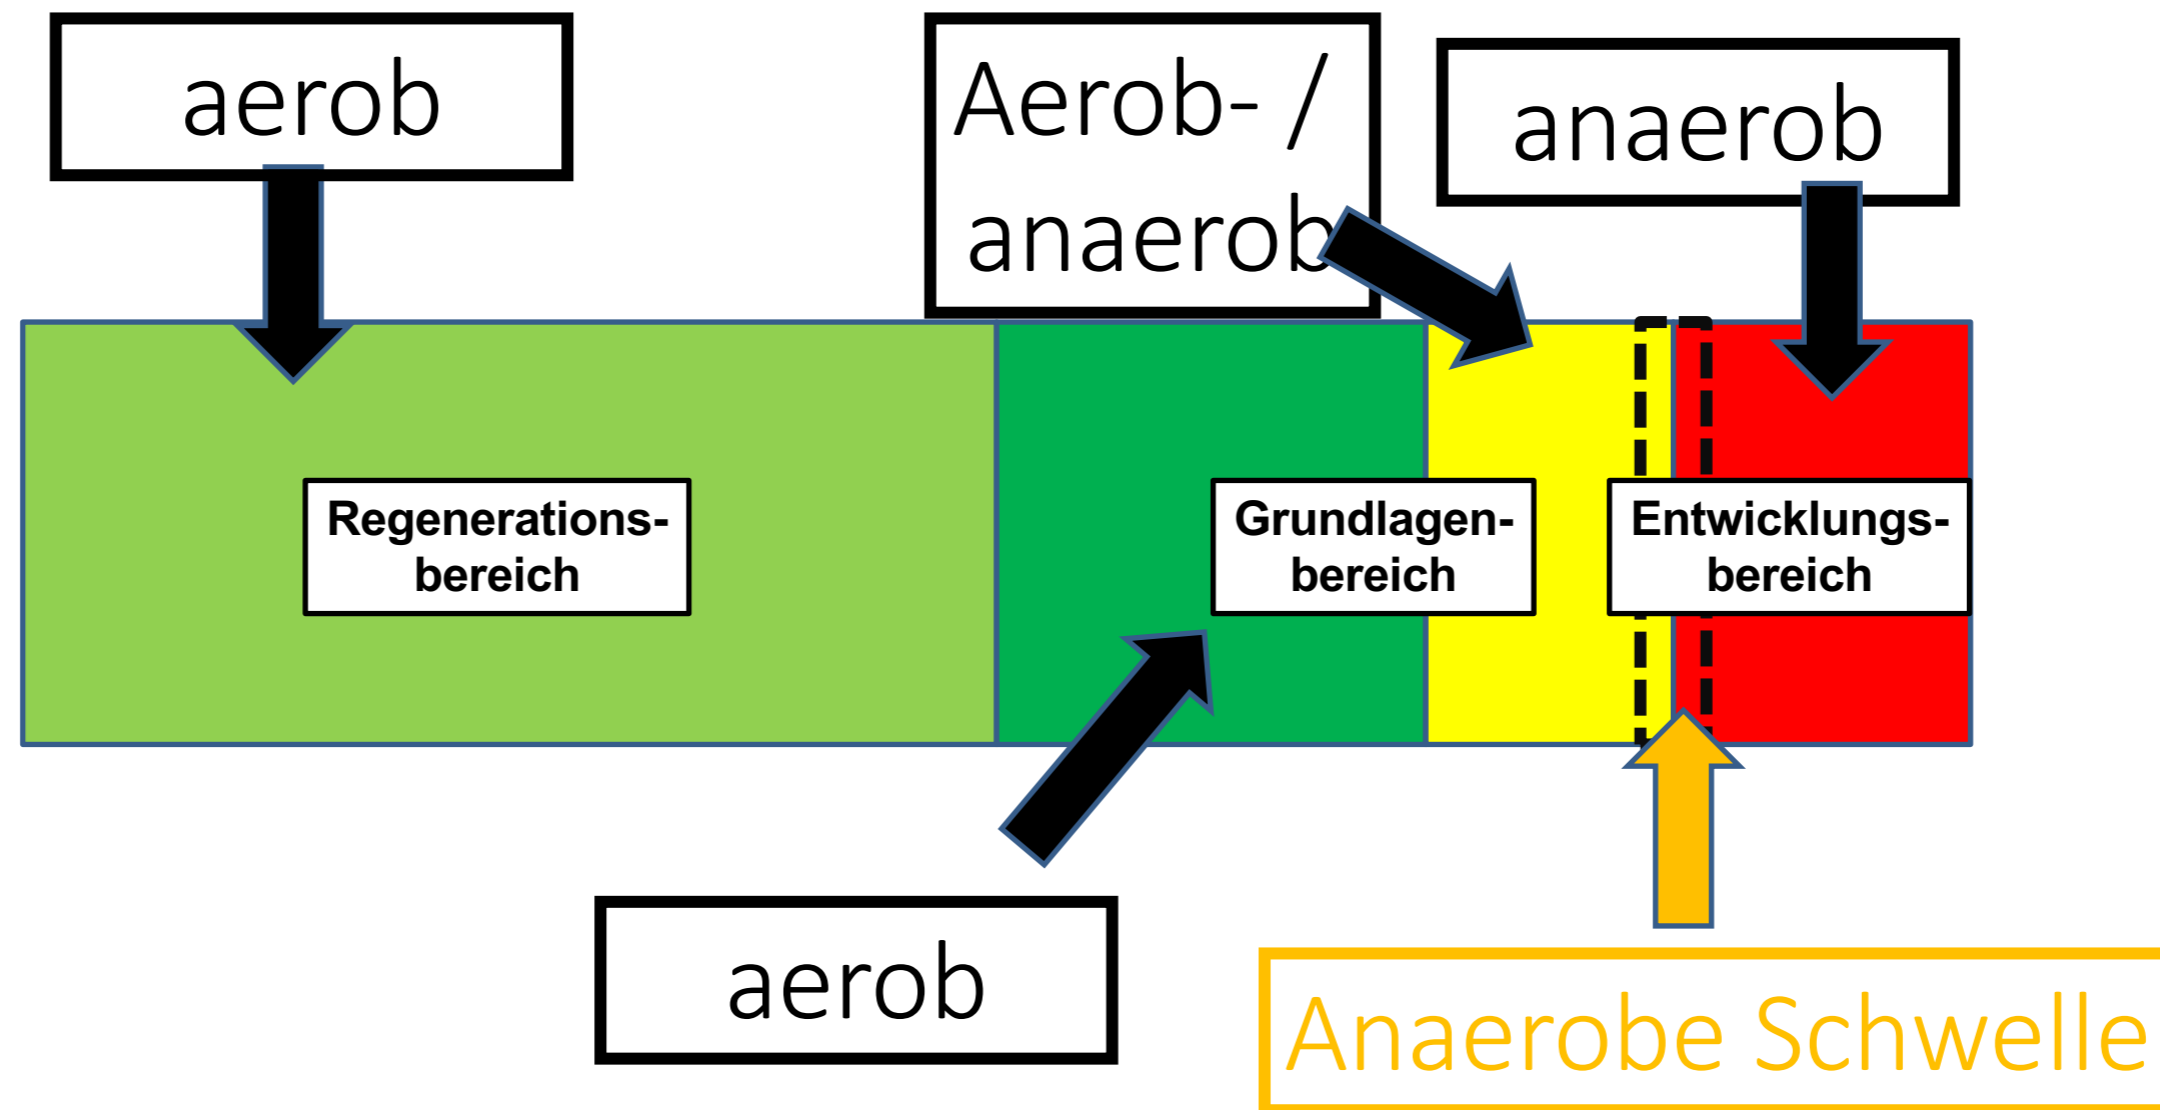 aerob
Aerob- /
anaerob
anaerob
Regenerations-
bereich
Grundlagen-
bereich
Entwicklungs-
bereich
aerob
Anaerobe Schwelle